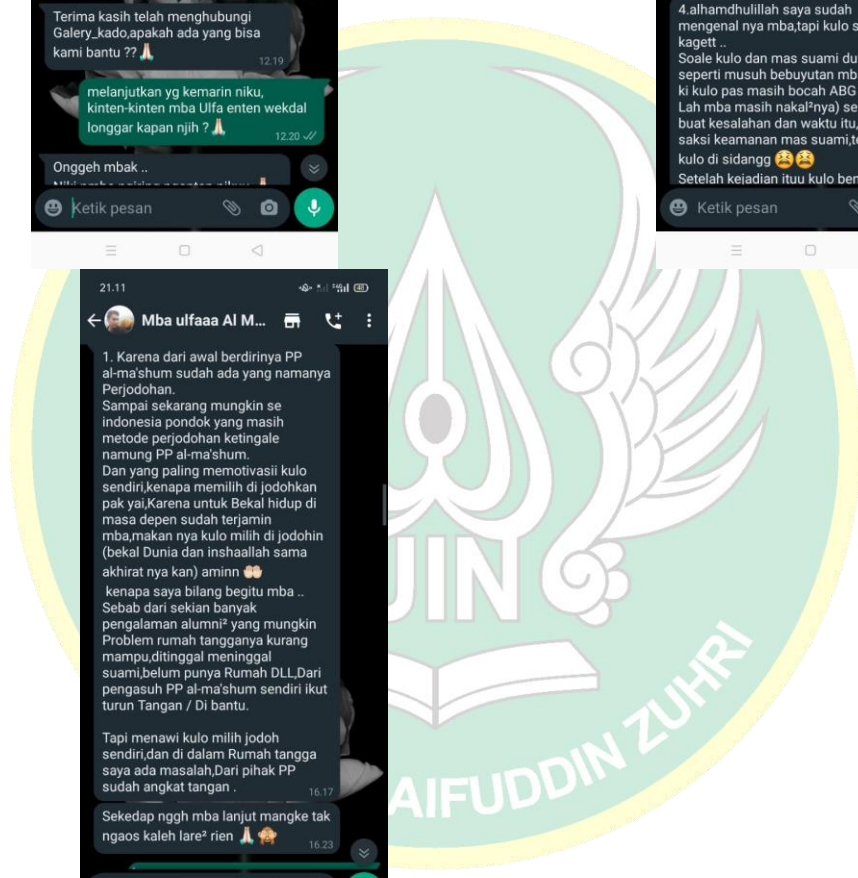 Terima kasih telah menghubungi
Galery_kado,apakah ada yang bisa
kami bantu ?? 🙏🏻
12.19
melanjutkan yg kemarin niku,
kinten-kinten mba Ulfa enten wekdal
longgar kapan njih ? 🙏🏻
12.20
Onggeh mbak ..
Ketik pesan
4.alhamdhulillah saya sudah
mengenal nya mba,tapi kulo s
kagett ..
Soale kulo dan mas suami du
seperti musuh bebuyutan mb
ki kulo pas masih bocah ABG
Lah mba masih nakal²nya) se
buat kesalahan dan waktu itu,
saksi keamanan mas suami,te
kulo di sidangg 😫😫
Setelah kejadian ituu kulo ben
Ketik pesan
21.11
Mba ulfaaa Al M...
1. Karena dari awal berdirinya PP
al-ma'shum sudah ada yang namanya
Perjodohan.
Sampai sekarang mungkin se
indonesia pondok yang masih
metode perjodohan ketingale
namung PP al-ma'shum.
Dan yang paling memotivasii kulo
sendiri,kenapa memilih di jodohkan
pak yai,Karena untuk Bekal hidup di
masa depen sudah terjamin
mba,makan nya kulo milih di jodohin
(bekal Dunia dan inshaallah sama
akhirat nya kan) aminn 🤲🏻
kenapa saya bilang begitu mba ..
Sebab dari sekian banyak
pengalaman alumni² yang mungkin
Problem rumah tangganya kurang
mampu,ditinggal meninggal
suami,belum punya Rumah DLL,Dari
pengasuh PP al-ma'shum sendiri ikut
turun Tangan / Di bantu.
Tapi menawi kulo milih jodoh
sendiri,dan di dalam Rumah tangga
saya ada masalah,Dari pihak PP
sudah angkat tangan .
16.17
Sekedap nggh mba lanjut mangke tak
ngaos kaleh lare² rien 🙏🏻 🙈
16.23
UIN
AIFUDDIN ZUHRI